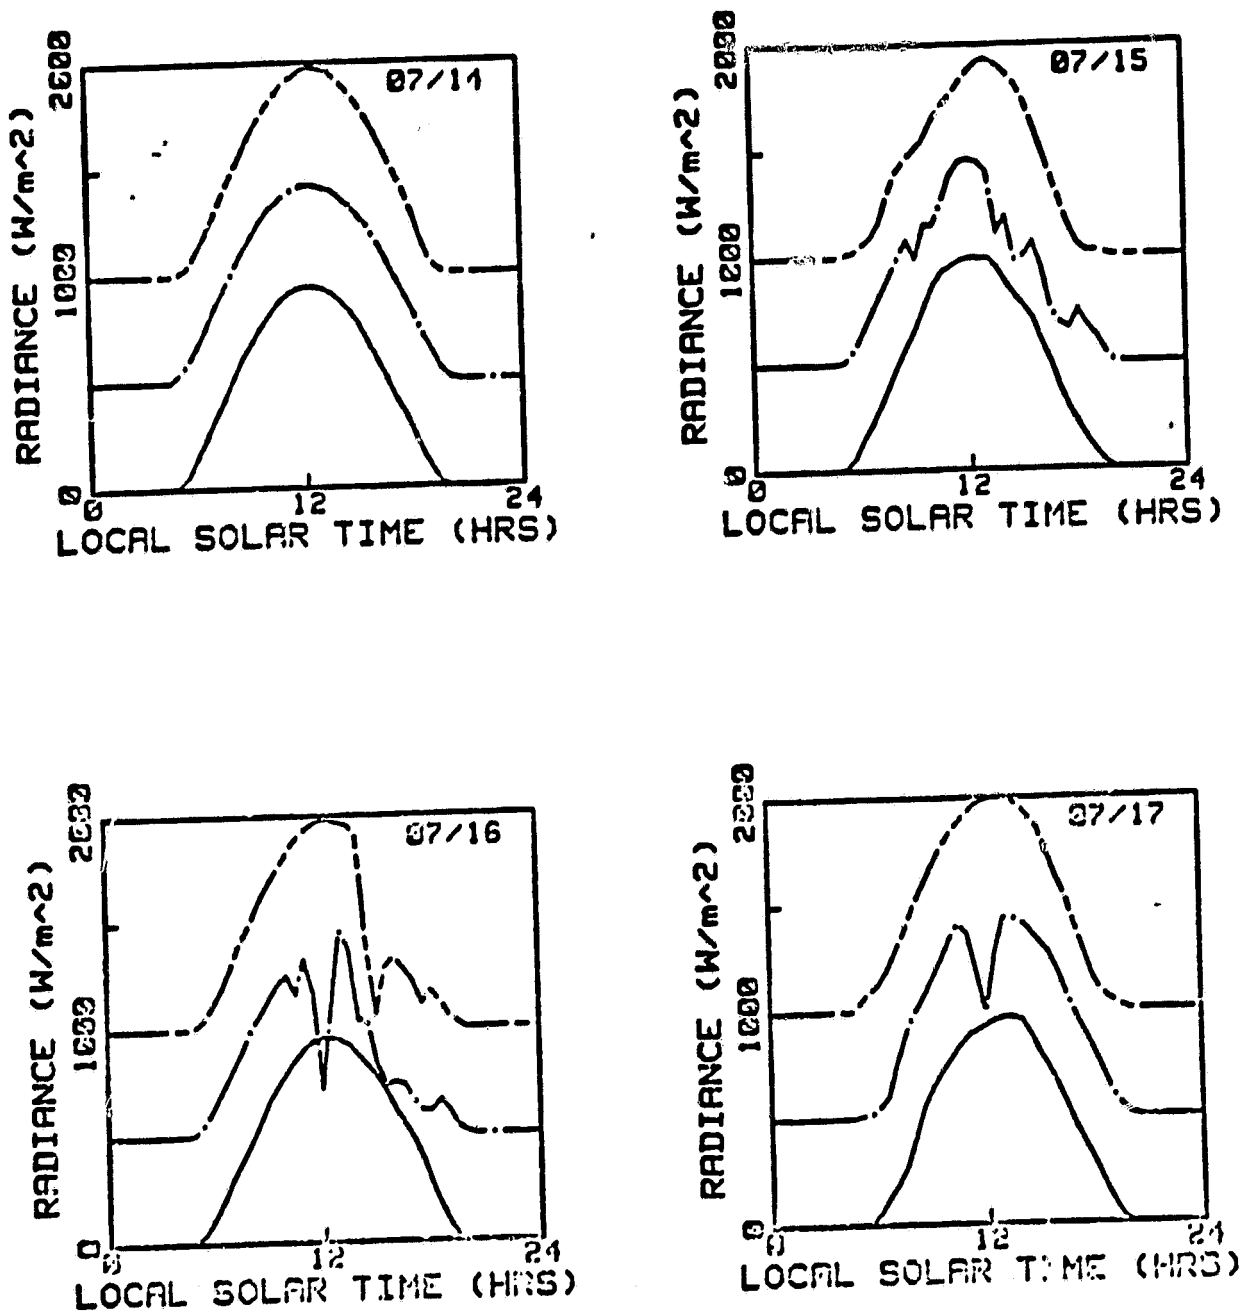 2000
07/14
RADIANCE (W/m^2)
1000
0
0 12 24
LOCAL SOLAR TIME (HRS)
2000
07/15
RADIANCE (W/m^2)
1000
0
0 12 24
LOCAL SOLAR TIME (HRS)
2000
07/16
RADIANCE (W/m^2)
1000
0
0 12 24
LOCAL SOLAR TIME (HRS)
2000
07/17
RADIANCE (W/m^2)
1000
0
0 12 24
LOCAL SOLAR TIME (HRS)